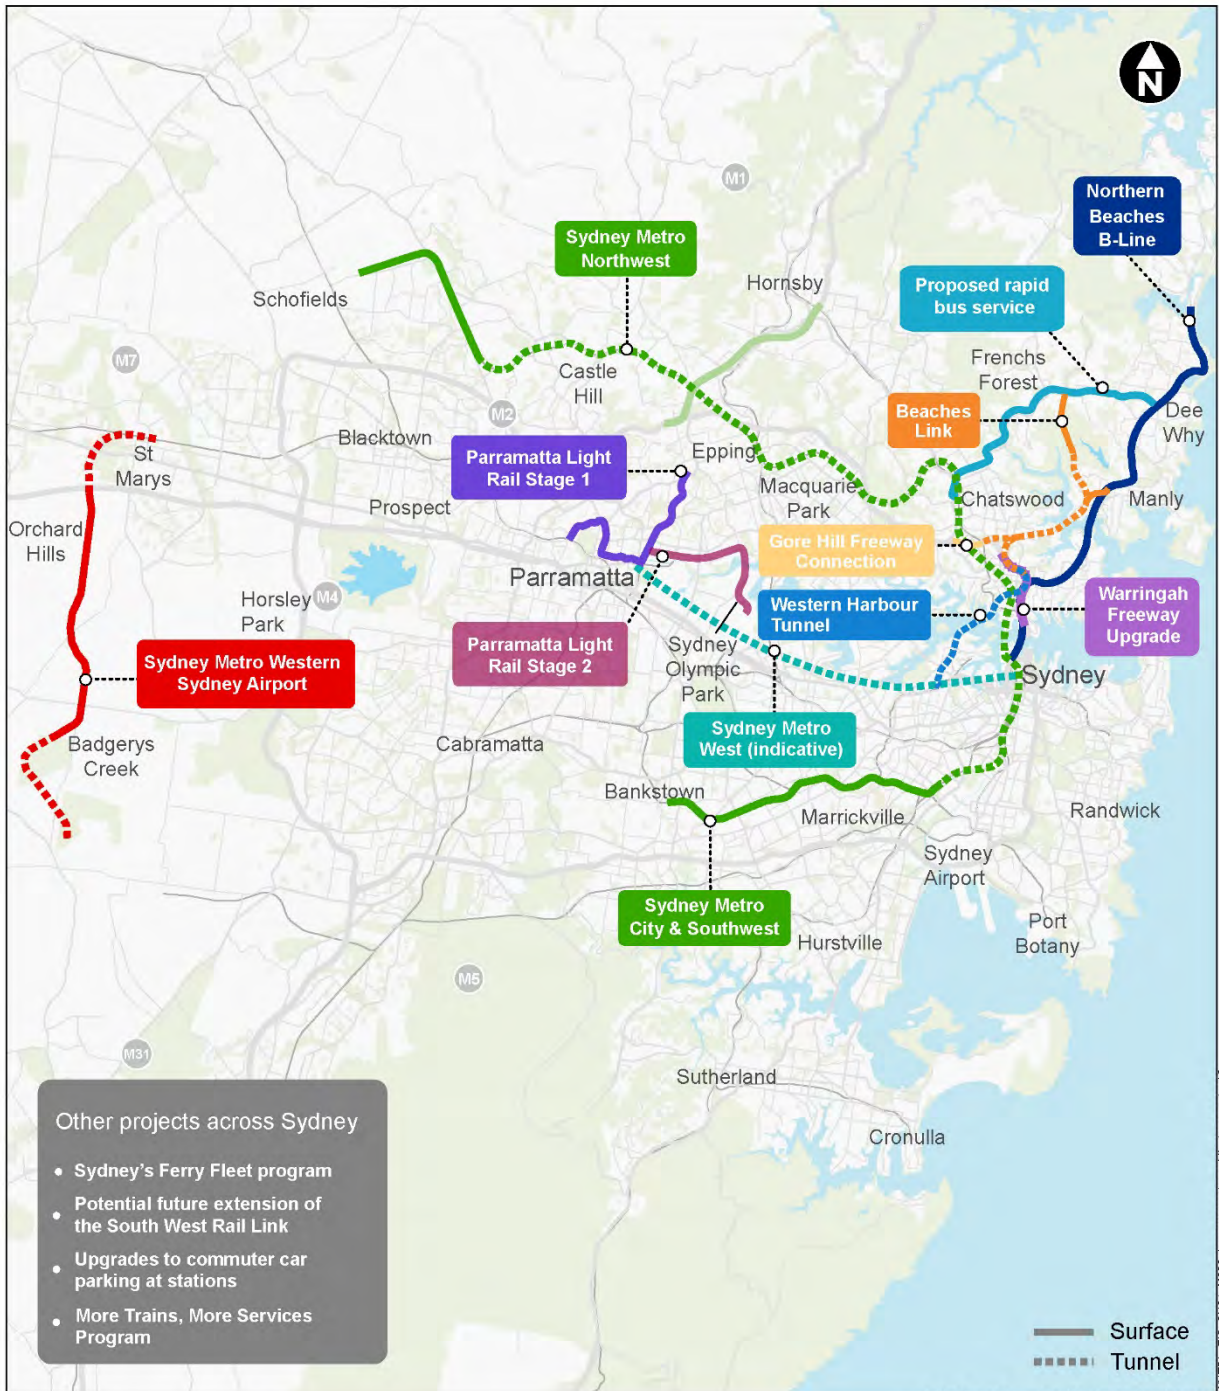 N
M1
Northern
Beaches
B-Line
Sydney Metro
Northwest
Hornsby
Proposed rapid
bus service
Schofields
M7
Frenchs
Forest
Castle
Hill
M2
Beaches
Link
Dee
Why
Blacktown
St
Marys
Parramatta Light
Rail Stage 1
Epping
Macquarie
Park
Chatswood
Manly
Prospect
Orchard
Hills
Gore Hill Freeway
Connection
Parramatta
Horsley
Park
M4
Western Harbour
Tunnel
Warringah
Freeway
Upgrade
Parramatta Light
Rail Stage 2
Sydney
Olympic
Park
Sydney Metro Western
Sydney Airport
Sydney
Badgerys
Creek
Cabramatta
Sydney Metro
West (indicative)
Bankstown
Marrickville
Randwick
Sydney
Airport
Sydney Metro
City & Southwest
Hurstville
Port
Botany
M5
M31
Sutherland
Cronulla
Other projects across Sydney
• Sydney's Ferry Fleet program
• Potential future extension of
the South West Rail Link
• Upgrades to commuter car
parking at stations
• More Trains, More Services
Program
Surface
Tunnel